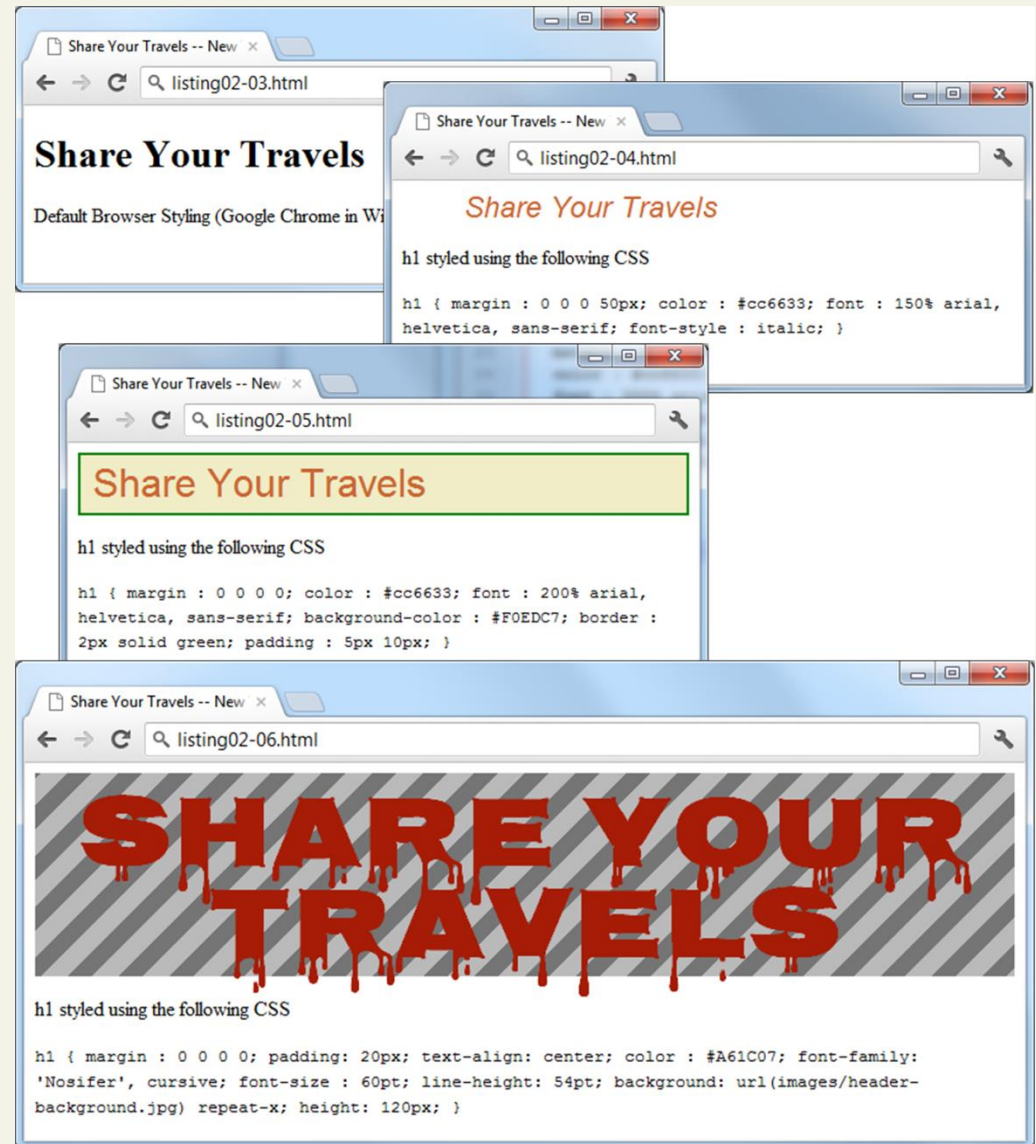 Share Your Travels -- New
listing02-03.html
Share Your Travels
Default Browser Styling (Google Chrome in
Share Your Travels -- New
listing02-04.html
Share Your Travels
h1 styled using the following CSS
h1 { margin : 0 0 0 50px; color : #cc6633; font : 150% arial,
helvetica, sans-serif; font-style : italic; }
Share Your Travels -- New
listing02-05.html
Share Your Travels
h1 styled using the following CSS
h1 { margin : 0 0 0 0; color : #cc6633; font : 200% arial,
helvetica, sans-serif; background-color : #F0EDC7; border :
2px solid green; padding : 5px 10px; }
Share Your Travels -- New
listing02-06.html
SHARE YOUR
TRAVELS
h1 styled using the following CSS
h1 { margin : 0 0 0 0; padding: 20px; text-align: center; color : #A61C07; font-family:
'Nosifer', cursive; font-size : 60pt; line-height: 54pt; background: url(images/header-
background.jpg) repeat-x; height: 120px; }